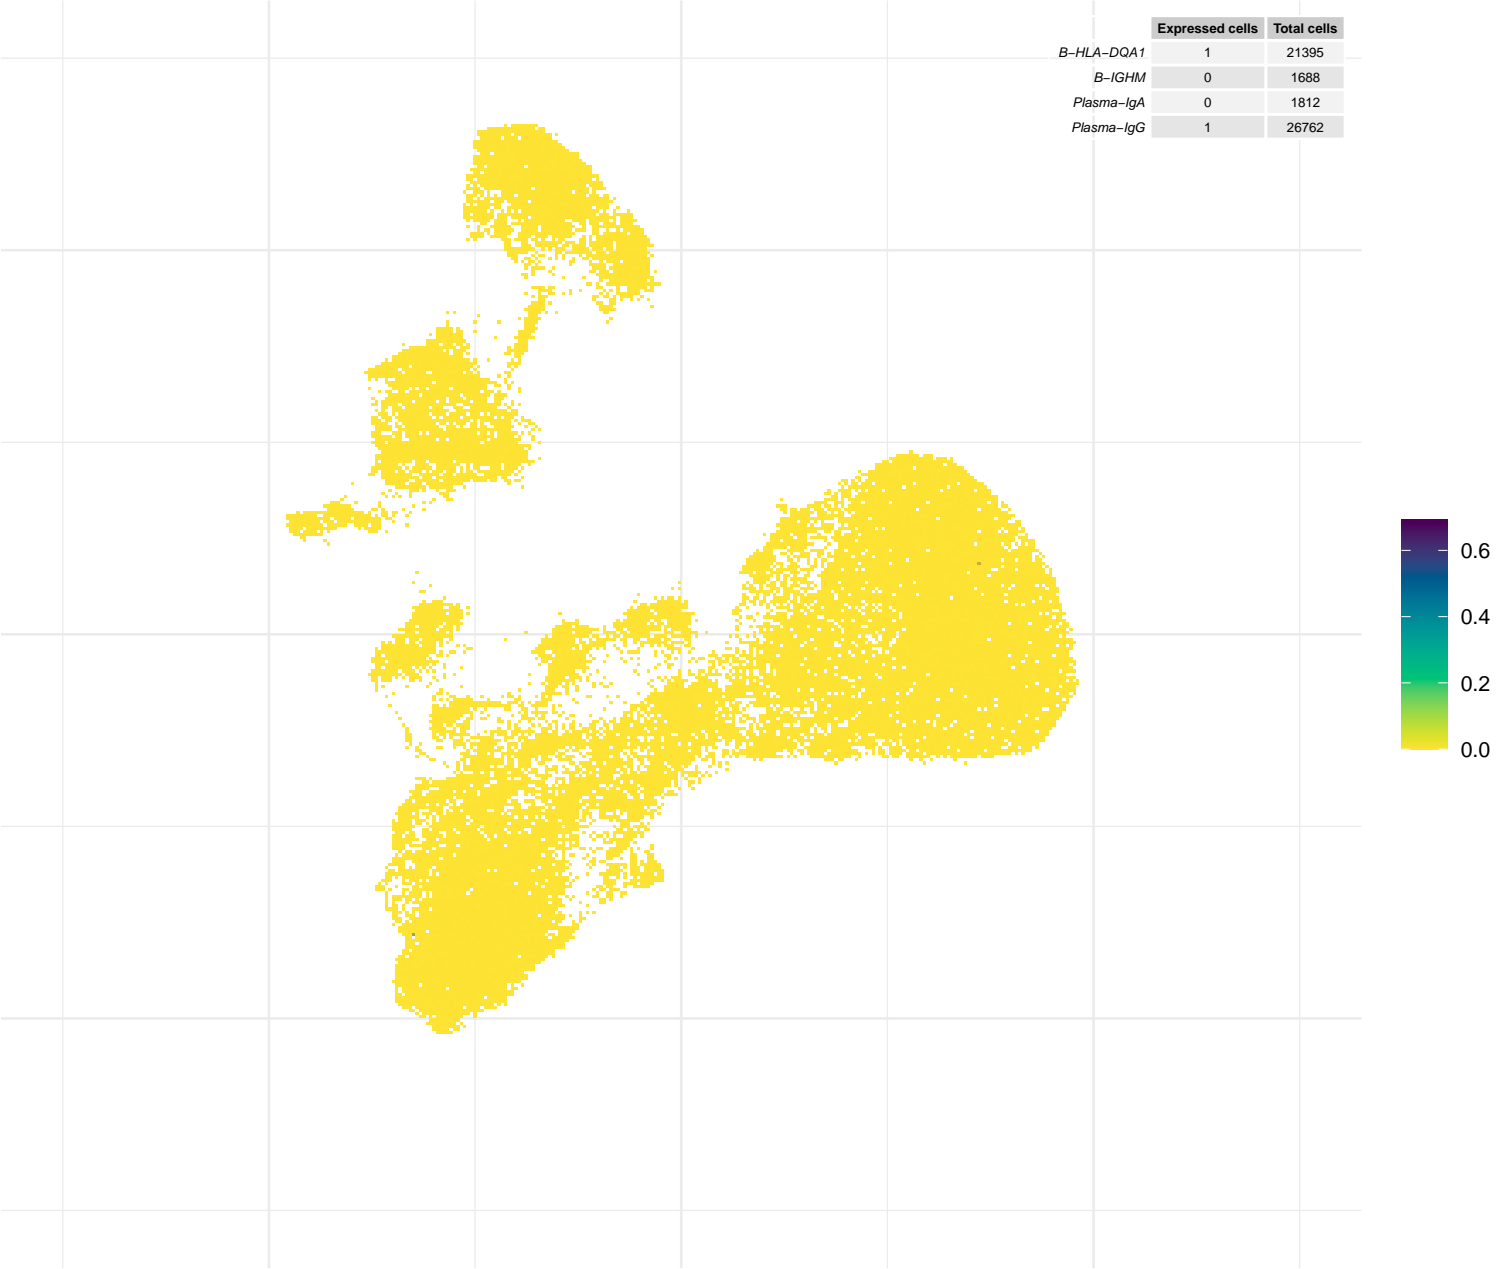 Expressed cells Total cells
B−HLA−DQA1 1 21395
B−IGHM 0 1688
Plasma−IgA 0 1812
Plasma−IgG 1 26762
0.6
0.4
0.2
0.0